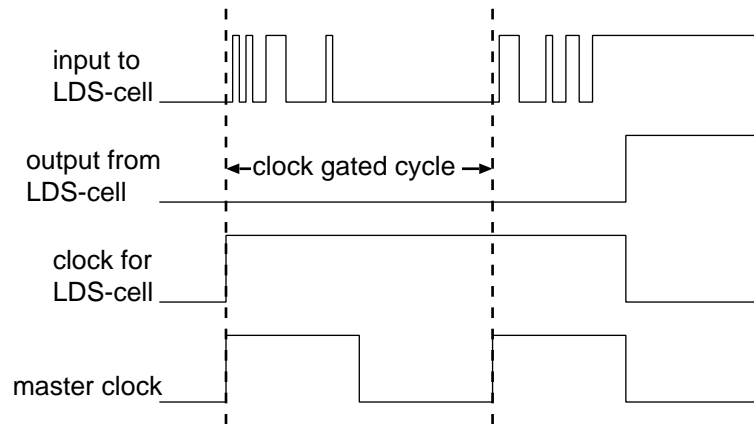 input to
LDS-cell
output from
LDS-cell
clock gated cycle
clock for
LDS-cell
master clock